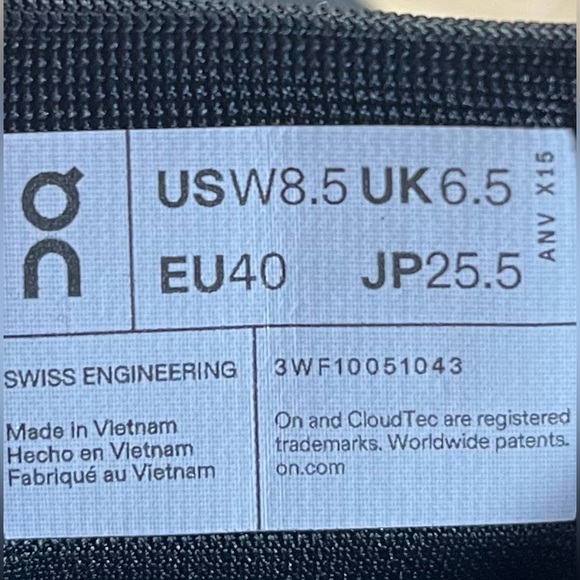 On
USW8.5 UK6.5
EU40 JP25.5
ANV X15
SWISS ENGINEERING
3WF10051043
Made in Vietnam
Hecho en Vietnam
Fabriqué au Vietnam
On and CloudTec are registered
trademarks. Worldwide patents.
on.com